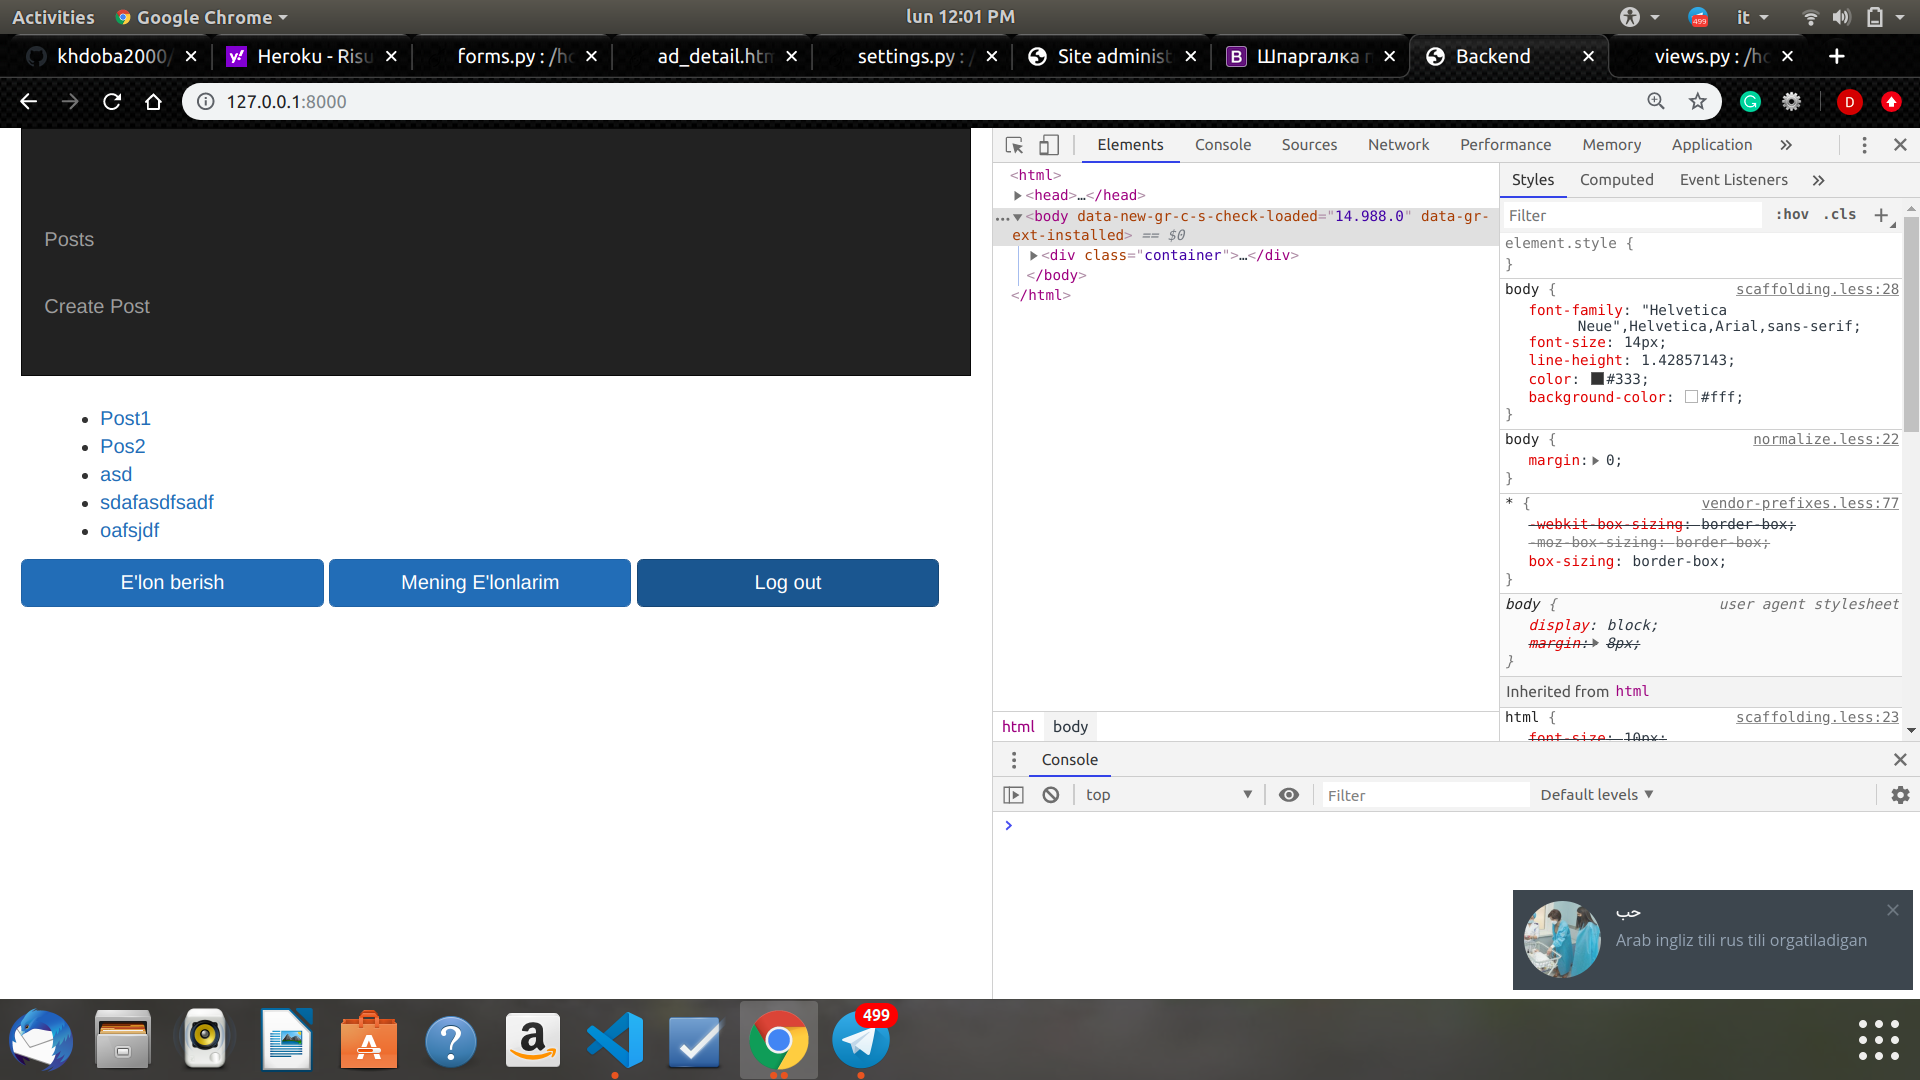 Activities
Google Chrome
lun 12:01 PM
499
it
khdoba2000/
Heroku - Risu
forms.py : /ho
ad_detail.htm
settings.py : /
Site administ
Шпаргалка п
Backend
views.py : /ho
127.0.0.1:8000
D
Posts
Create Post
Post1
Pos2
asd
sdafasdfsadf
oafsjdf
E'lon berish
Mening E'lonlarim
Log out
Elements
Console
Sources
Network
Performance
Memory
Application
<html>
<head>…</head>
<body data-new-gr-c-s-check-loaded="14.988.0" data-gr-
ext-installed> == $0
<div class="container">…</div>
</body>
</html>
html
body
Styles
Computed
Event Listeners
Filter
:hov
.cls
element.style {
}
body {
scaffolding.less:28
font-family: "Helvetica
Neue",Helvetica,Arial,sans-serif;
font-size: 14px;
line-height: 1.42857143;
color: #333;
background-color: #fff;
}
body {
normalize.less:22
margin: 0;
}
* {
vendor-prefixes.less:77
-webkit-box-sizing: border-box;
-moz-box-sizing: border-box;
box-sizing: border-box;
}
body {
user agent stylesheet
display: block;
margin: 8px;
}
Inherited from html
html {
scaffolding.less:23
font-size: 10px;
Console
top
Filter
Default levels
حب
Arab ingliz tili rus tili orgatiladigan
499